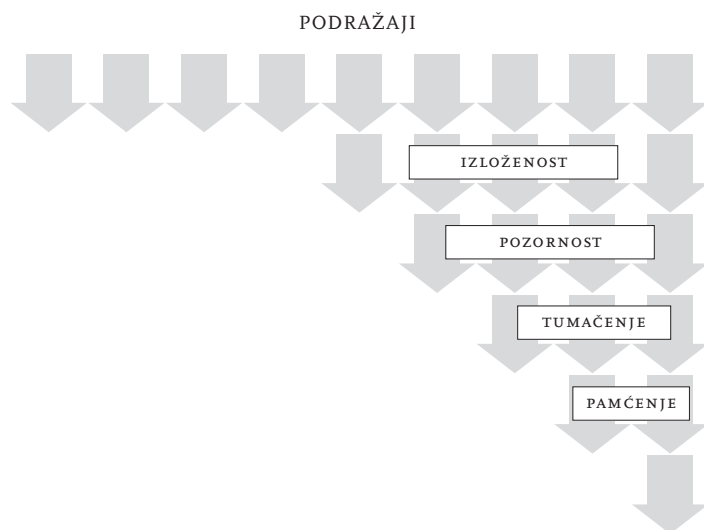 PODRAŽAJI
IZLOŽENOST
POZORNOST
TUMAČENJE
PAMĆENJE